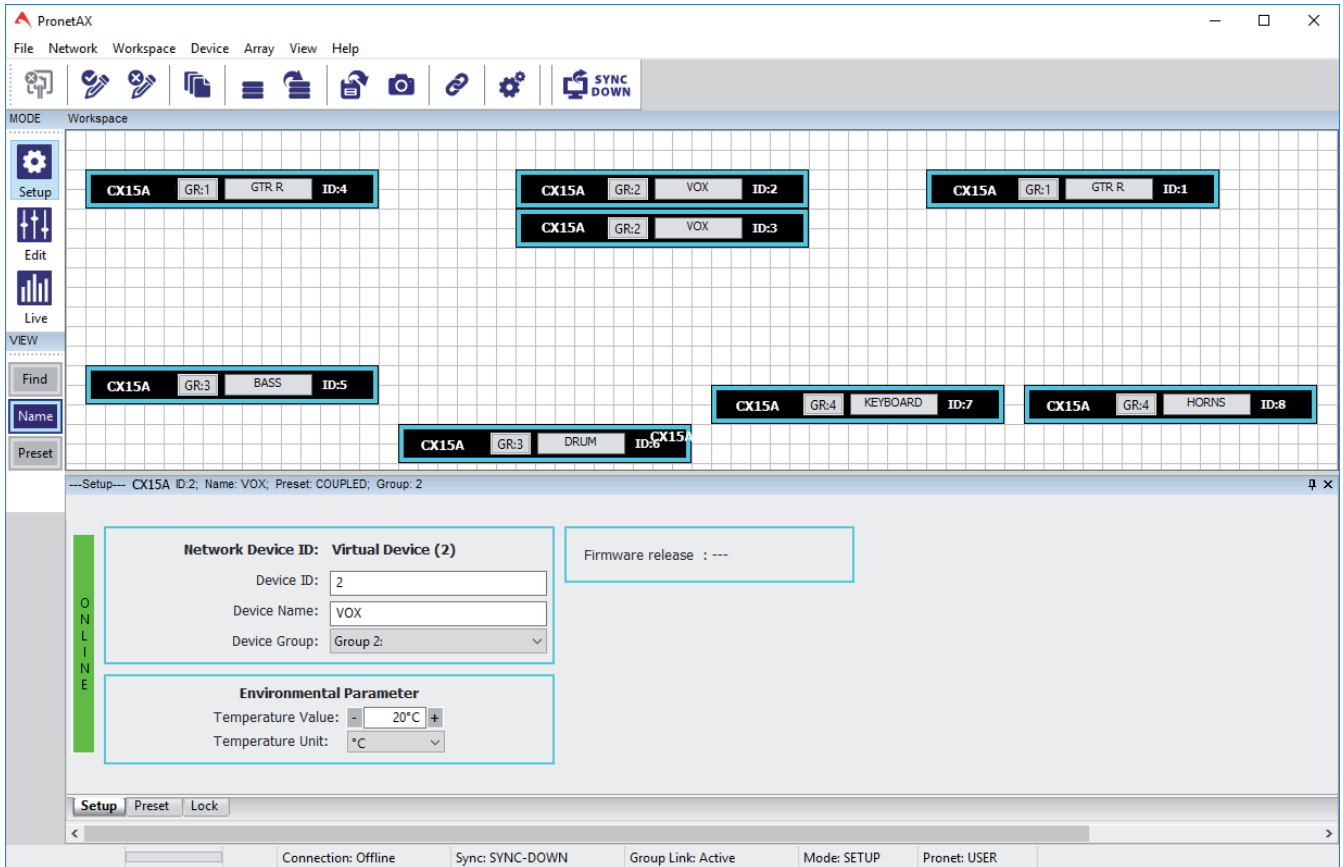 PronetAX
File Network Workspace Device Array View Help
SYNC DOWN
MODE Workspace
Setup
Edit
Live
VIEW
Find
Name
Preset
CX15A GR:1 GTR R ID:4
CX15A GR:2 VOX ID:2
CX15A GR:1 GTR R ID:1
CX15A GR:2 VOX ID:3
CX15A GR:3 BASS ID:5
CX15A GR:4 KEYBOARD ID:7
CX15A GR:4 HORNS ID:8
CX15A GR:3 DRUM ID:6 CX15A
---Setup--- CX15A ID:2; Name: VOX; Preset: COUPLED; Group: 2
ONLINE
Network Device ID: Virtual Device (2)
Device ID: 2
Device Name: VOX
Device Group: Group 2:
Firmware release : ---
Environmental Parameter
Temperature Value: - 20°C +
Temperature Unit: °C
Setup Preset Lock
Connection: Offline Sync: SYNC-DOWN Group Link: Active Mode: SETUP Pronet: USER